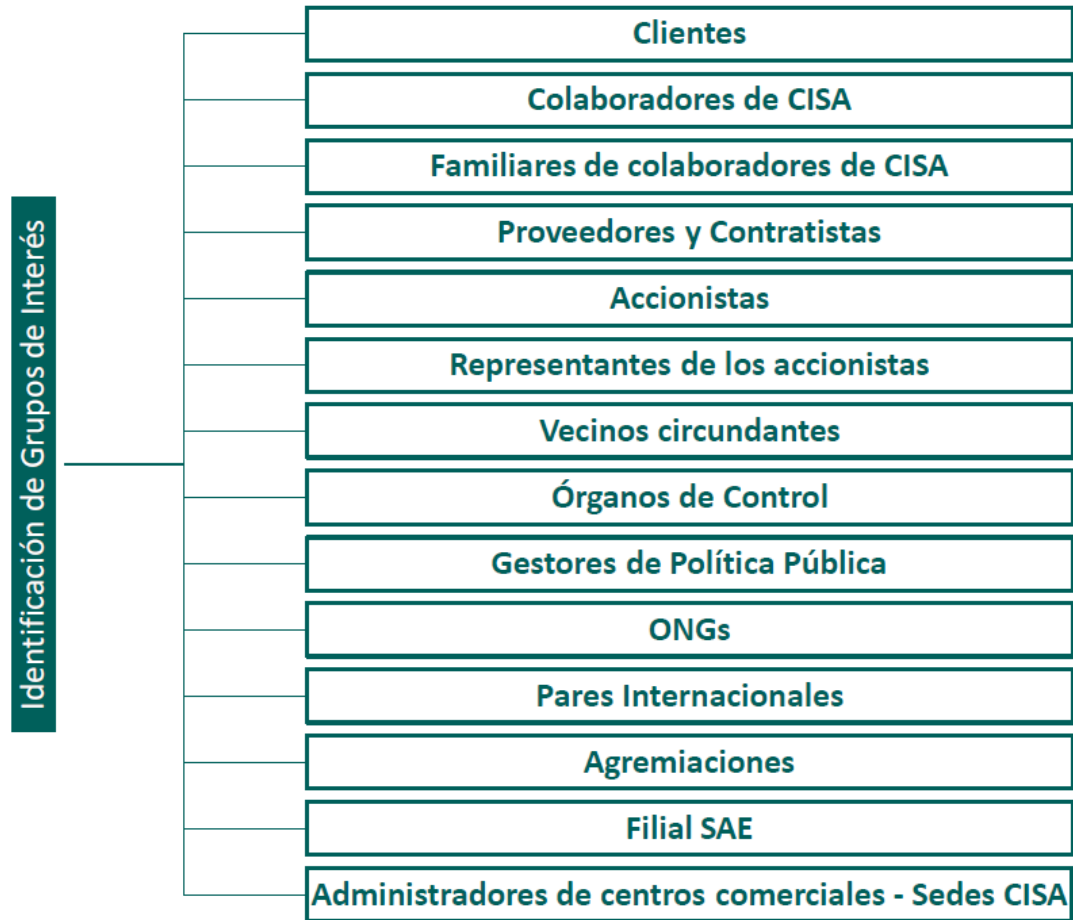 Identificación de Grupos de Interés
Clientes
Colaboradores de CISA
Familiares de colaboradores de CISA
Proveedores y Contratistas
Accionistas
Representantes de los accionistas
Vecinos circundantes
Órganos de Control
Gestores de Política Pública
ONGs
Pares Internacionales
Agremiaciones
Filial SAE
Administradores de centros comerciales - Sedes CISA